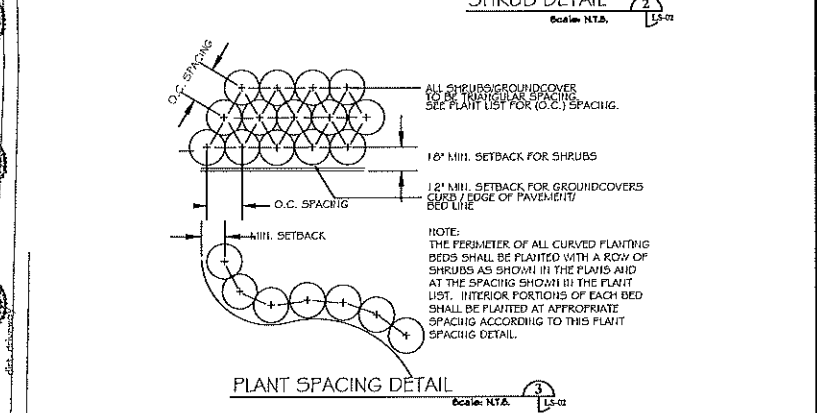 SHRUB DETAIL
2
Scale: N.T.S.
LS-02
O.C. SPACING
ALL SHRUBS/GROUNDCOVER
TO BE TRIANGULAR SPACING.
SEE PLANT LIST FOR (O.C.) SPACING.
18" MIN. SETBACK FOR SHRUBS
12" MIN. SETBACK FOR GROUNDCOVERS
CURB / EDGE OF PAVEMENT/
BED LINE
O.C. SPACING
MIN. SETBACK
NOTE:
THE PERIMETER OF ALL CURVED PLANTING
BEDS SHALL BE PLANTED WITH A ROW OF
SHRUBS AS SHOWN IN THE PLANS AND
AT THE SPACING SHOWN IN THE PLANT
LIST. INTERIOR PORTIONS OF EACH BED
SHALL BE PLANTED AT APPROPRIATE
SPACING ACCORDING TO THIS PLANT
SPACING DETAIL.
dirt driveway
PLANT SPACING DETAIL
3
Scale: N.T.S.
LS-02